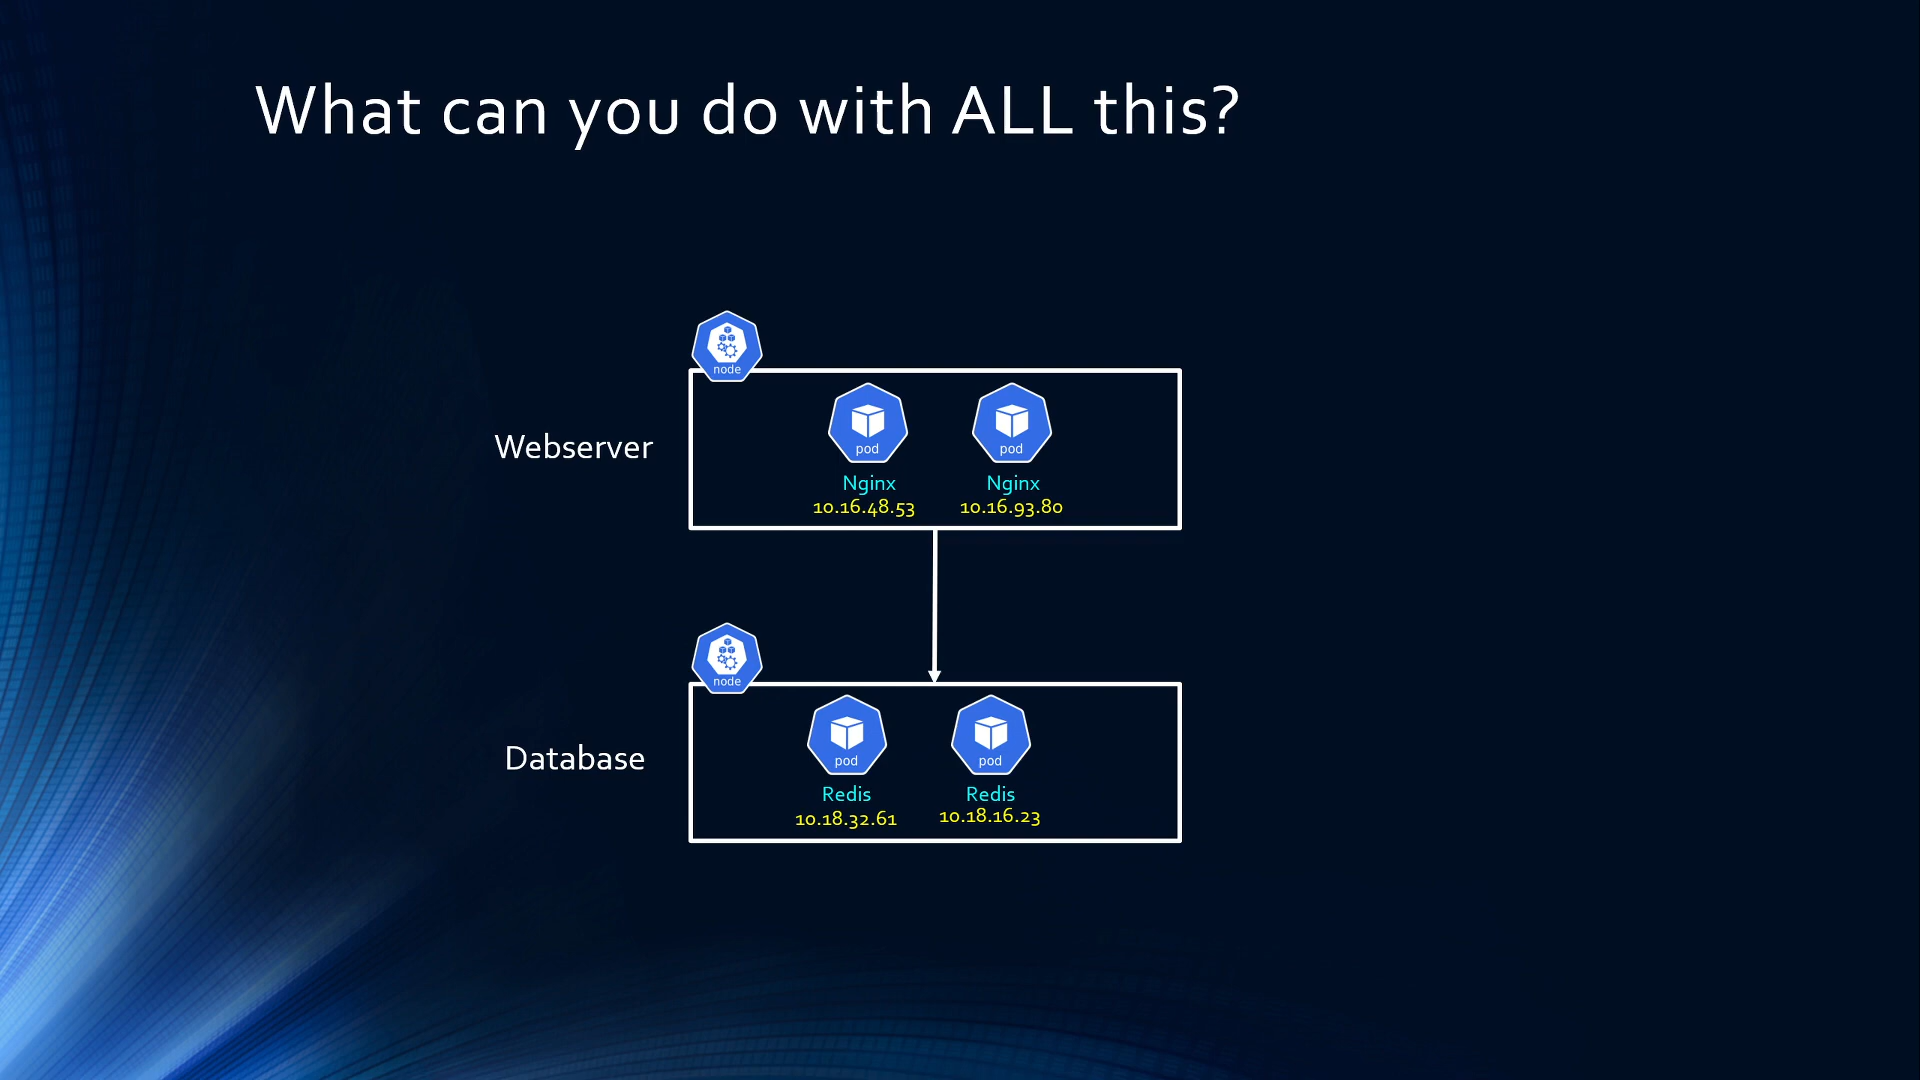 What can you do with ALL this?
node
pod
pod
Webserver
Nginx
Nginx
10.16.48.53
10.16.93.80
node
pod
pod
Database
Redis
Redis
10.18.32.61
10.18.16.23